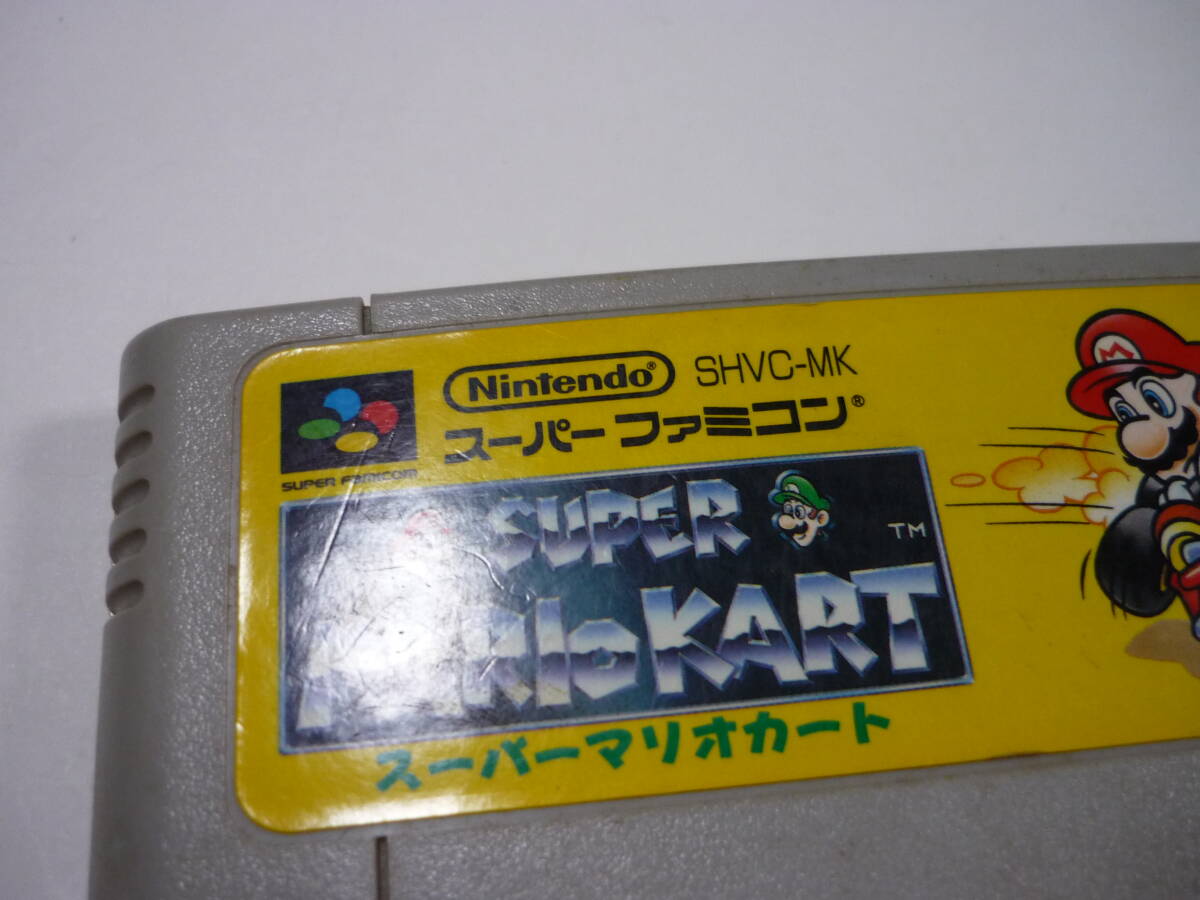 Nintendo SHVC-MK
スーパーファミコン®
SUPER FAMICOM
SUPER
MARIO KART TM
スーパーマリオカート
M